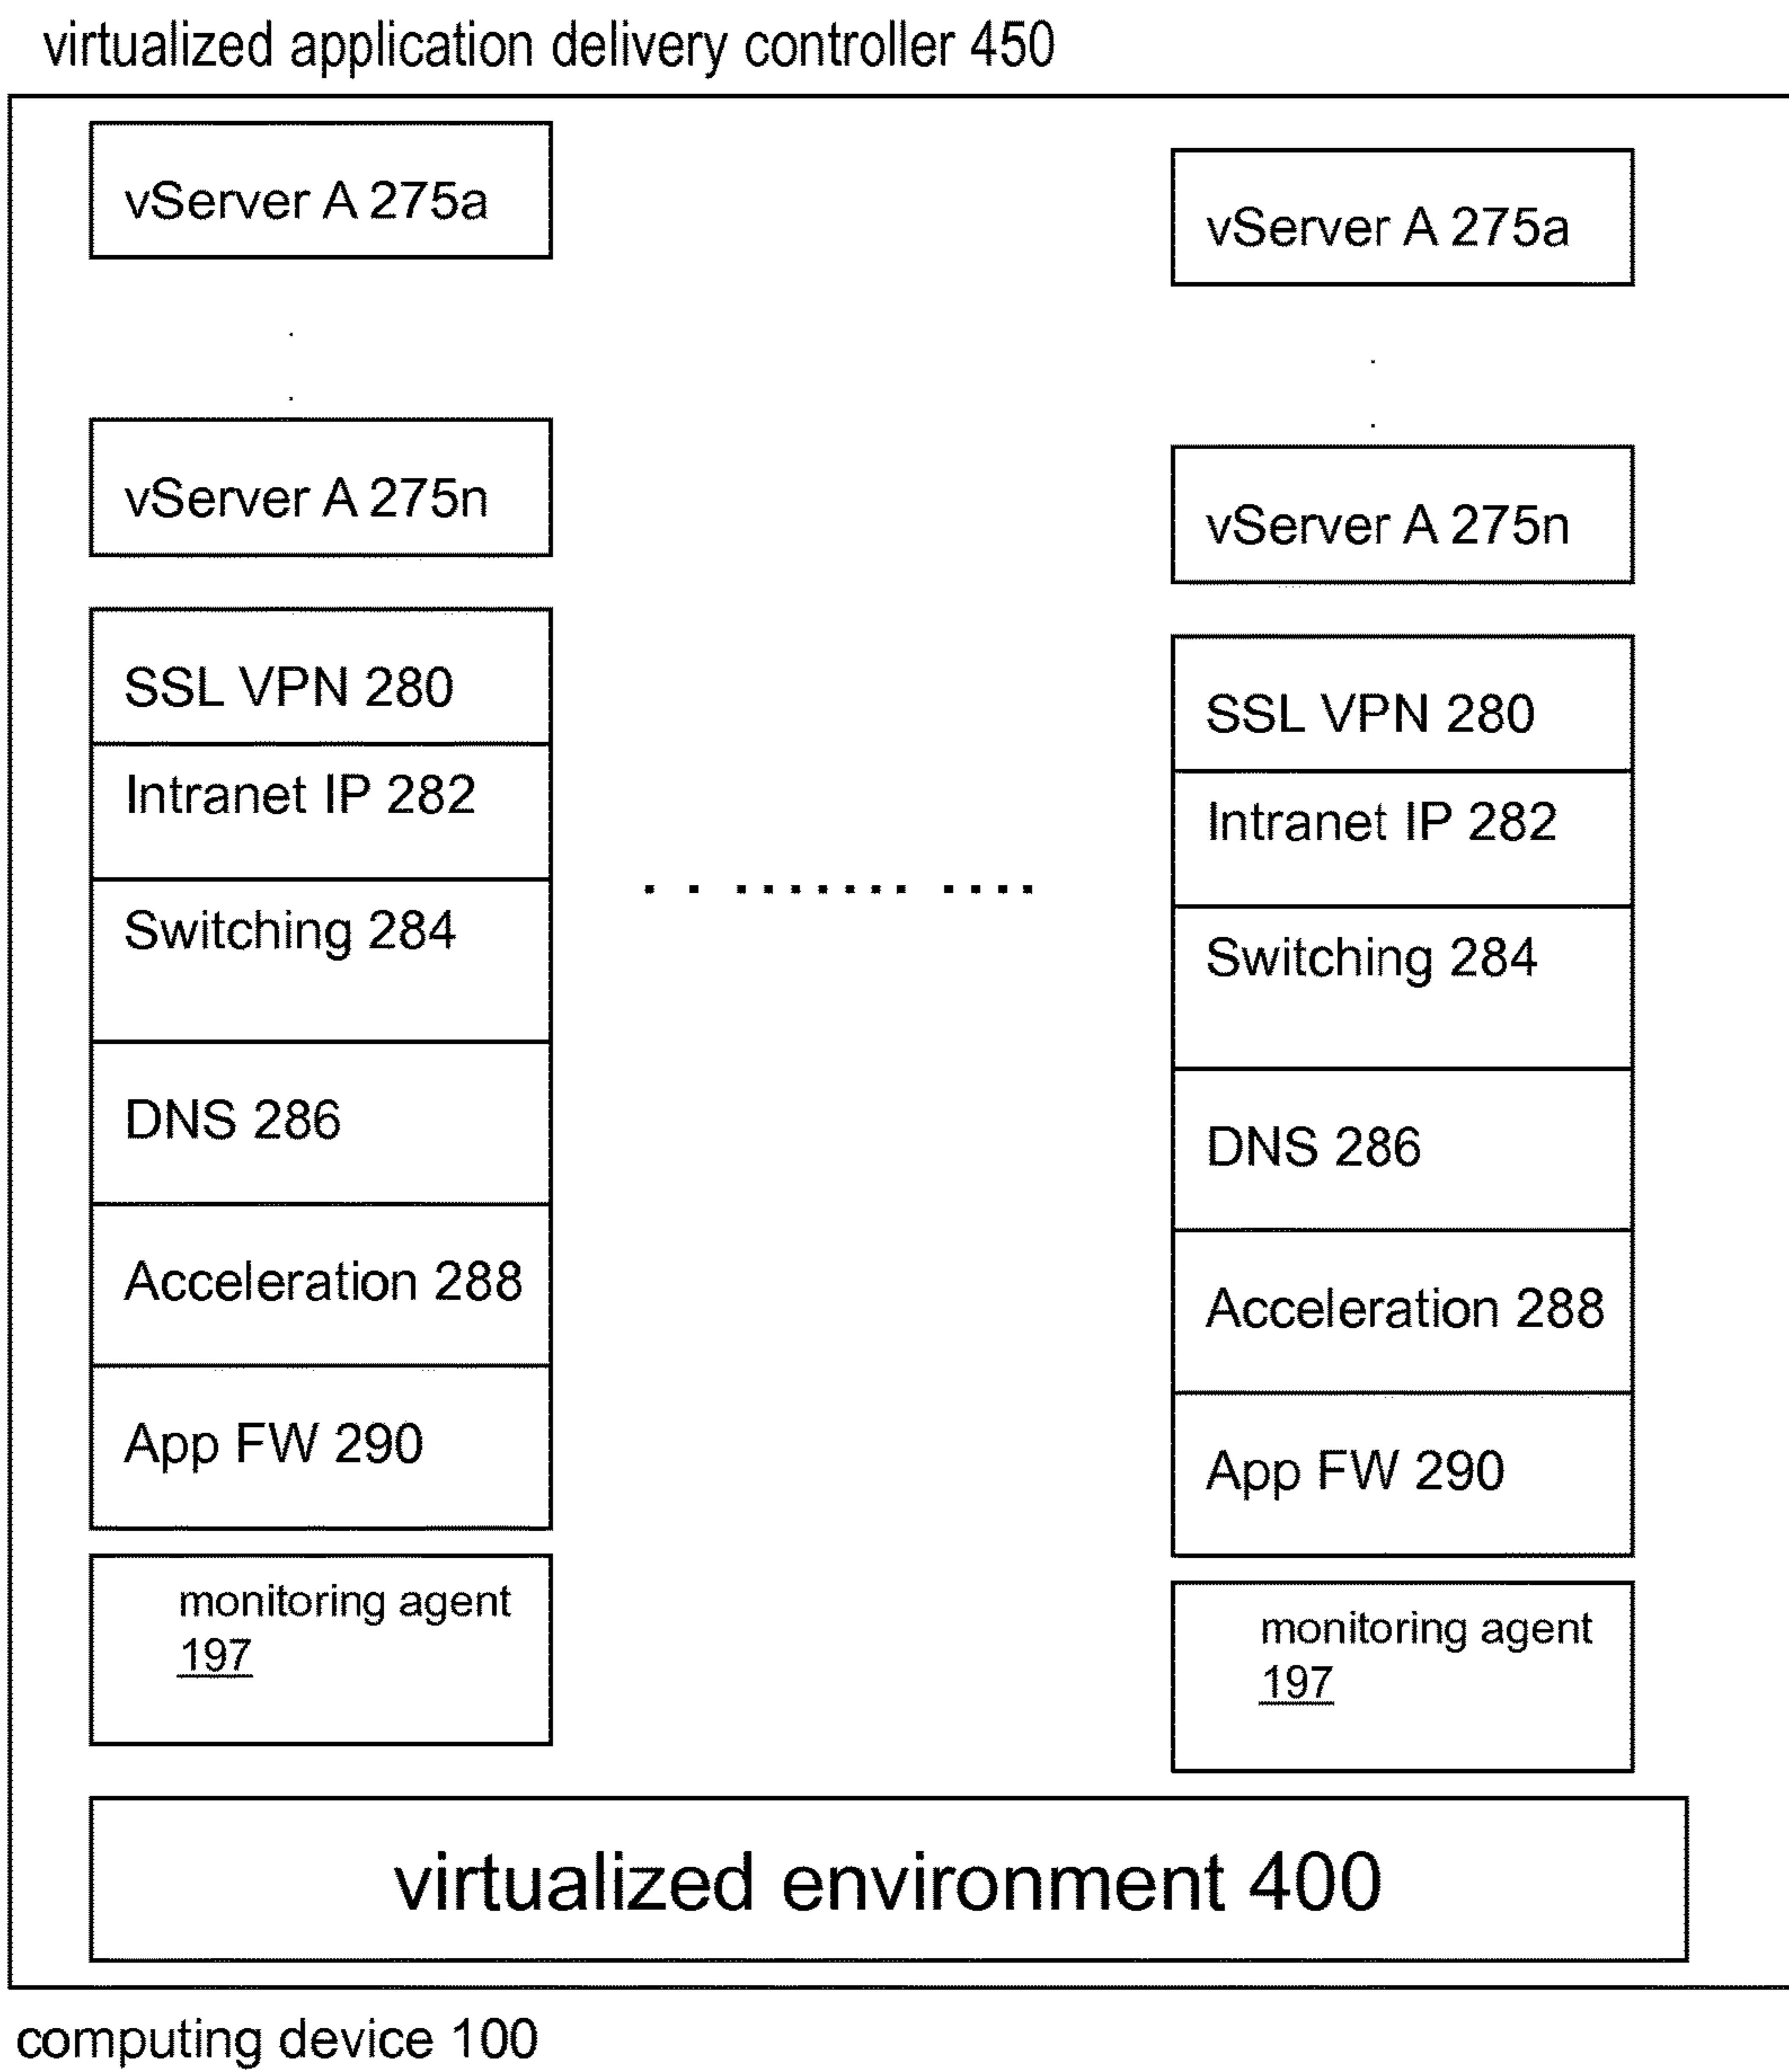 virtualized application delivery controller 450
vServer A 275a
vServer A 275n
SSL VPN 280
Intranet IP 282
Switching 284
DNS 286
Acceleration 288
App FW 290
monitoring agent
197
vServer A 275a
vServer A 275n
SSL VPN 280
Intranet IP 282
Switching 284
DNS 286
Acceleration 288
App FW 290
monitoring agent
197
virtualized environment 400
computing device 100